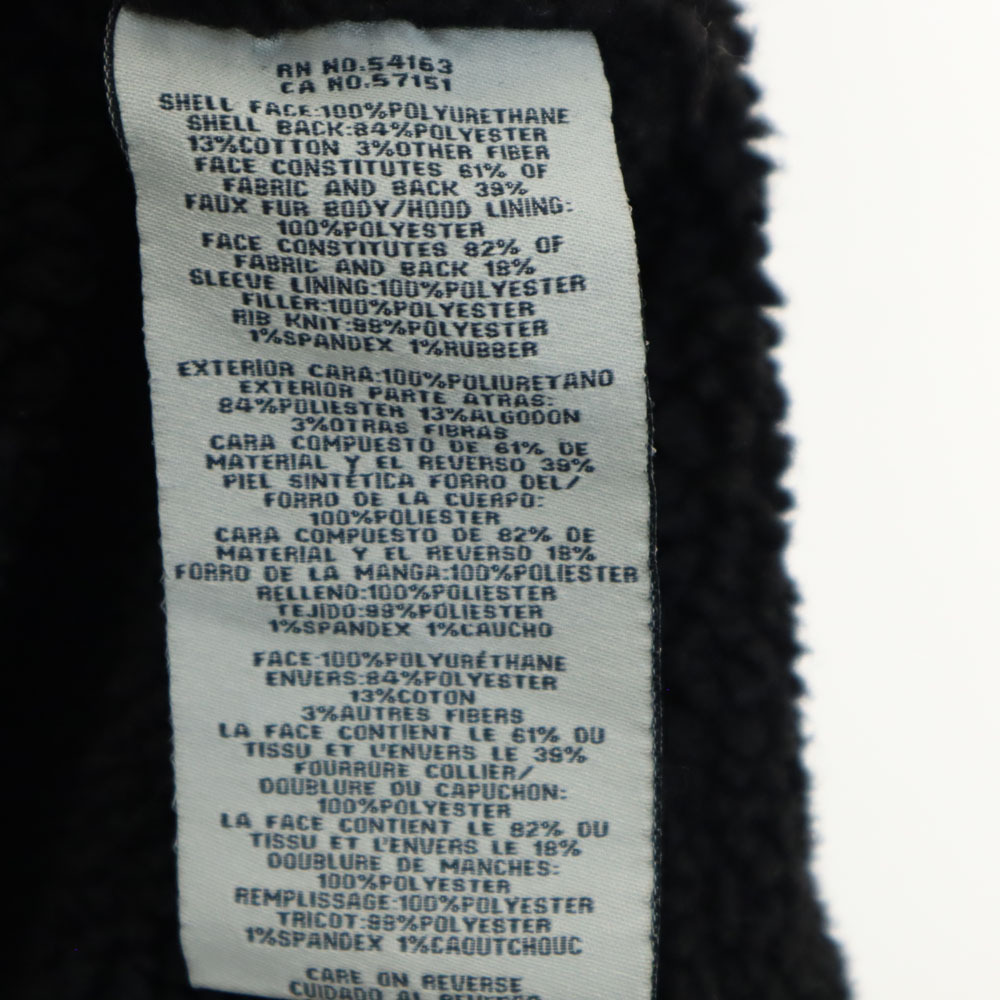 RN NO.54163
CA NO.57151
SHELL FACE:100%POLYURETHANE
SHELL BACK:84%POLYESTER
13%COTTON 3%OTHER FIBER
FACE CONSTITUTES 61% OF
FABRIC AND BACK 39%
FAUX FUR BODY/HOOD LINING:
100%POLYESTER
FACE CONSTITUTES 82% OF
FABRIC AND BACK 18%
SLEEVE LINING:100%POLYESTER
FILLER:100%POLYESTER
RIB KNIT:98%POLYESTER
1%SPANDEX 1%RUBBER
EXTERIOR CARA:100%POLIURETANO
EXTERIOR PARTE ATRAS:
84%POLIESTER 13%ALGODON
3%OTRAS FIBRAS
CARA COMPUESTO DE 61% DE
MATERIAL Y EL REVERSO 39%
PIEL SINTÉTICA FORRO DEL/
FORRO DE LA CUERPO:
100%POLIESTER
CARA COMPUESTO DE 82% DE
MATERIAL Y EL REVERSO 18%
FORRO DE LA MANGA:100%POLIESTER
RELLENO:100%POLIESTER
TEJIDO:98%POLIESTER
1%SPANDEX 1%CAUCHO
FACE:100%POLYURÉTHANE
ENVERS:84%POLYESTER
13%COTON
3%AUTRES FIBERS
LA FACE CONTIENT LE 61% DU
TISSU ET L'ENVERS LE 39%
FOURRURE COLLIER/
DOUBLURE DU CAPUCHON:
100%POLYESTER
LA FACE CONTIENT LE 82% DU
TISSU ET L'ENVERS LE 18%
DOUBLURE DE MANCHES:
100%POLYESTER
REMPLISSAGE:100%POLYESTER
TRICOT:98%POLYESTER
1%SPANDEX 1%CAOUTCHOUC
CARE ON REVERSE
CUIDADO AL REVERSO